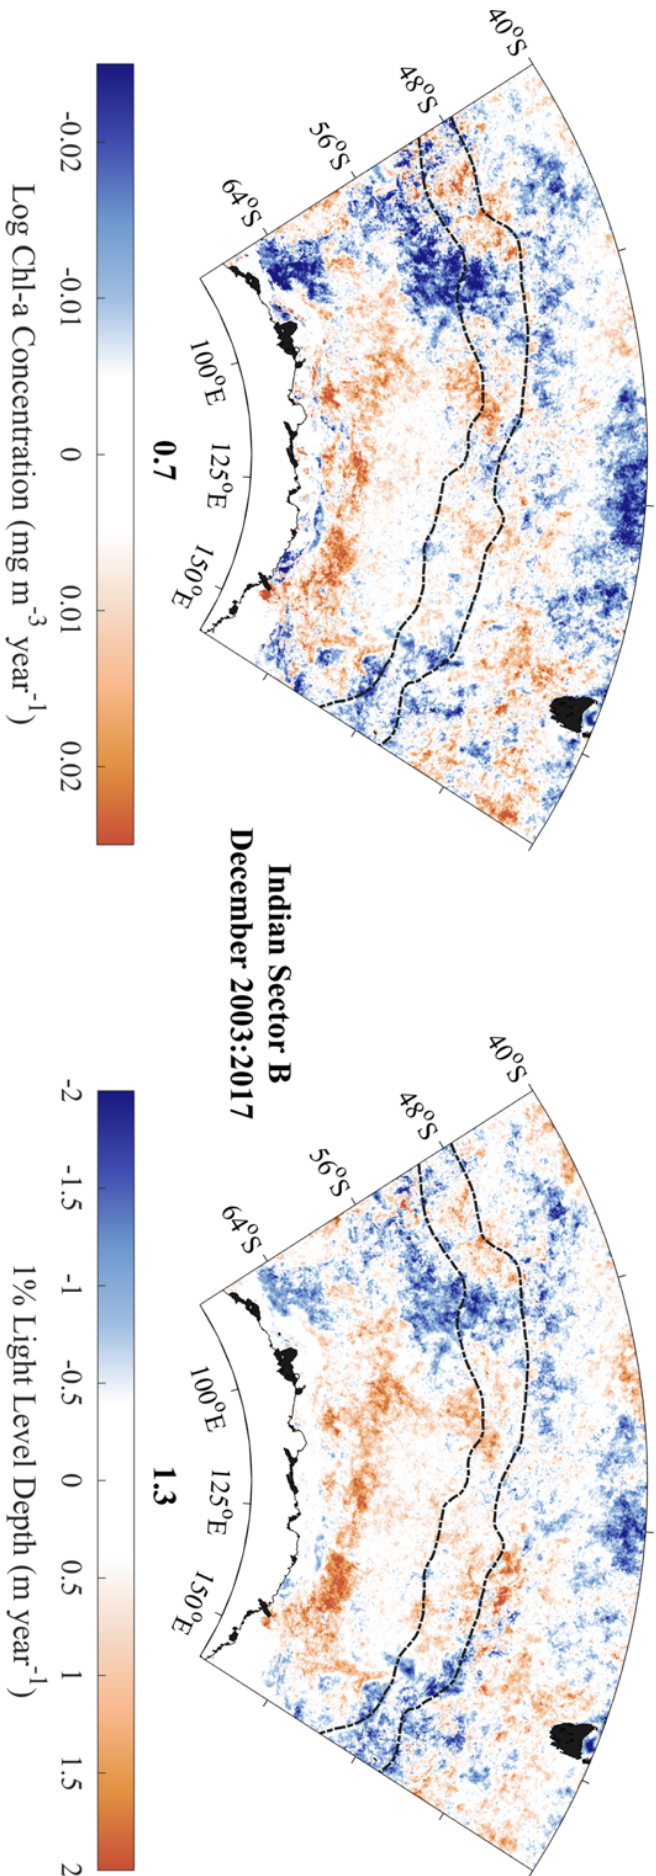 40°S
48°S
56°S
64°S
100°E
125°E
150°E
0.7
-0.02
-0.01
0
0.01
0.02
Log Chl-a Concentration (mg m⁻³ year⁻¹)
Indian Sector B
December 2003:2017
40°S
48°S
56°S
64°S
100°E
125°E
150°E
1.3
-2
-1.5
-1
-0.5
0
0.5
1
1.5
2
1% Light Level Depth (m year⁻¹)